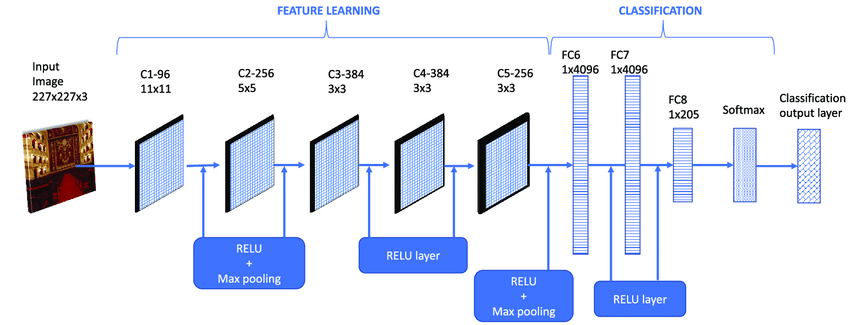 FEATURE LEARNING
CLASSIFICATION
Input
Image
227x227x3
C1-96
11x11
C2-256
5x5
C3-384
3x3
C4-384
3x3
C5-256
3x3
FC6
1x4096
FC7
1x4096
FC8
1x205
Softmax
Classification
output layer
RELU
+
Max pooling
RELU layer
RELU
+
Max pooling
RELU layer